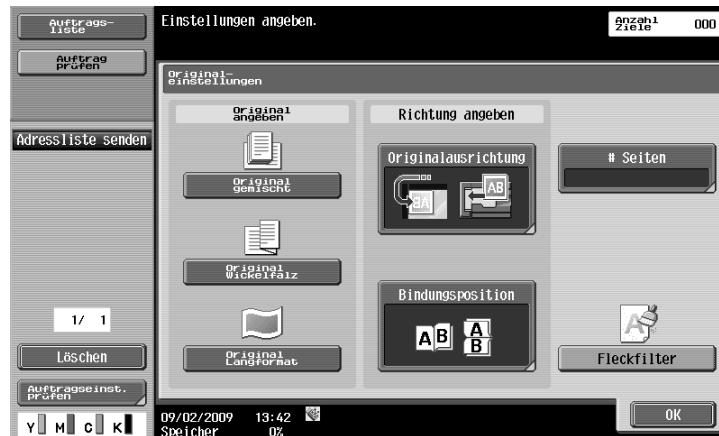 Auftrags-
liste
Auftrag
prüfen
Adressliste senden
1/ 1
Löschen
Auftragseinst.
prüfen
Y M C K
Einstellungen angeben.
Anzahl
Ziele 000
Original-
einstellungen
Original
angeben
Original
gemischt
Original
Wickelfalz
Original
Langformat
Richtung angeben
Originalausrichtung
AB AB
Bindungsposition
A B A
B
# Seiten
A
Fleckfilter
OK
09/02/2009 13:42
Speicher 0%